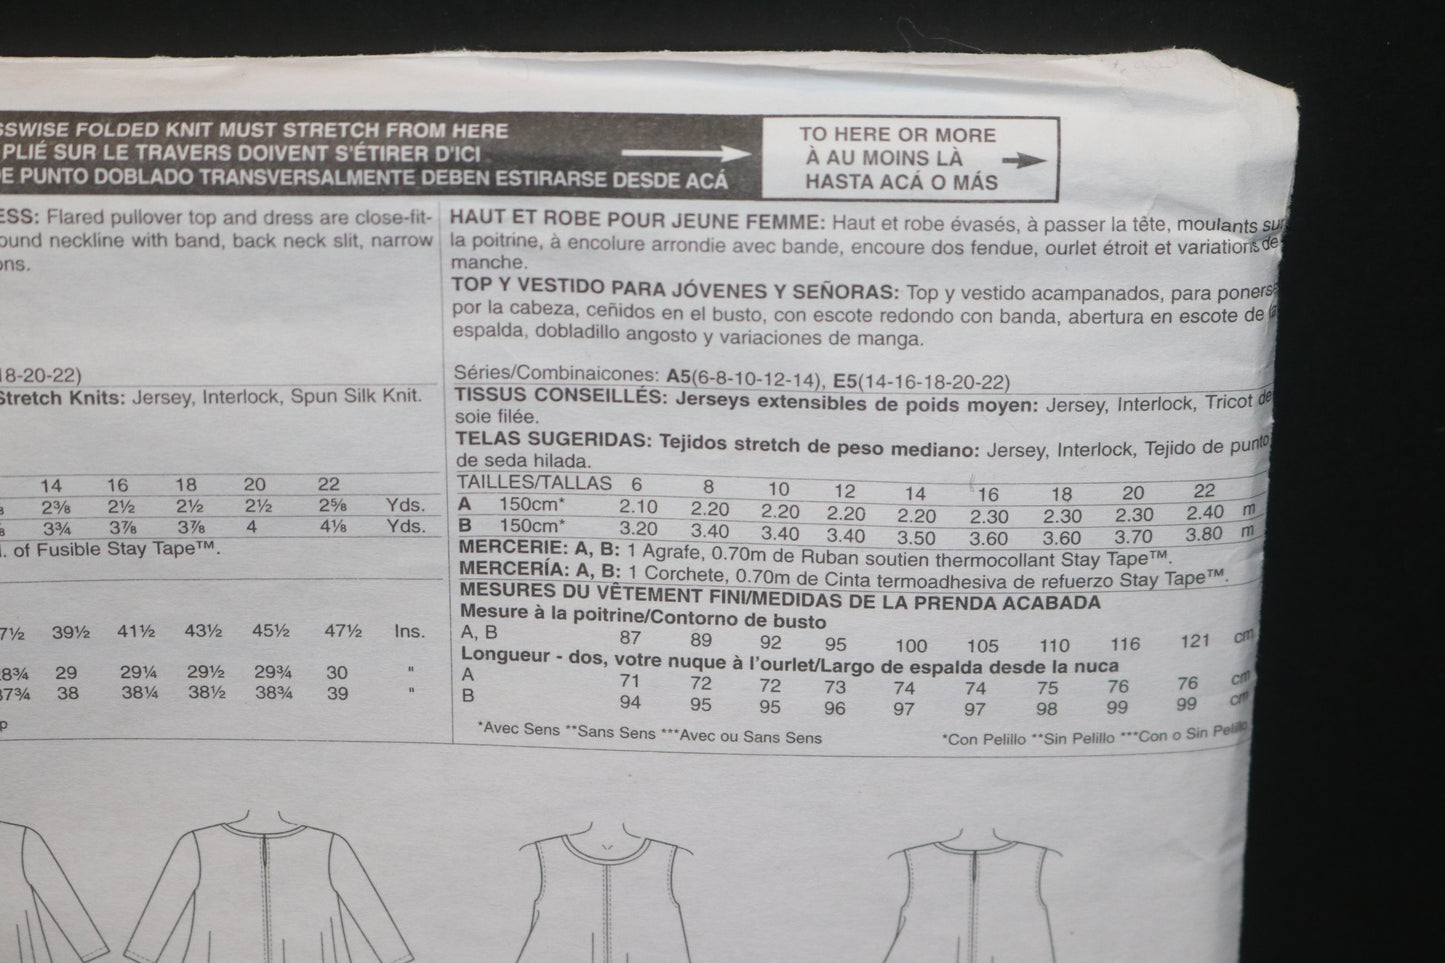 SSWISE FOLDED KNIT MUST STRETCH FROM HERE
PLIÉ SUR LE TRAVERS DOIVENT S'ÉTIRER D'ICI
E PUNTO DOBLADO TRANSVERSALMENTE DEBEN ESTIRARSE DESDE ACÁ
TO HERE OR MORE
À AU MOINS LÀ
HASTA ACÁ O MÁS
ESS: Flared pullover top and dress are close-fit-
ound neckline with band, back neck slit, narrow
ons.
18-20-22)
Stretch Knits: Jersey, Interlock, Spun Silk Knit.
14 16 18 20 22
2⅜ 2½ 2½ 2½ 2⅝ Yds.
3¾ 3⅞ 3⅞ 4 4⅛ Yds.
. of Fusible Stay Tape™.
7½ 39½ 41½ 43½ 45½ 47½ Ins.
28¾ 29 29¼ 29½ 29¾ 30 "
37¾ 38 38¼ 38½ 38¾ 39 "
p
HAUT ET ROBE POUR JEUNE FEMME: Haut et robe évasés, à passer la tête, moulants sur
la poitrine, à encolure arrondie avec bande, encoure dos fendue, ourlet étroit et variations de
manche.
TOP Y VESTIDO PARA JÓVENES Y SEÑORAS: Top y vestido acampanados, para poners
por la cabeza, ceñidos en el busto, con escote redondo con banda, abertura en escote de
espalda, dobladillo angosto y variaciones de manga.
Séries/Combinaicones: A5(6-8-10-12-14), E5(14-16-18-20-22)
TISSUS CONSEILLÉS: Jerseys extensibles de poids moyen: Jersey, Interlock, Tricot de
soie filée.
TELAS SUGERIDAS: Tejidos stretch de peso mediano: Jersey, Interlock, Tejido de punto
de seda hilada.
TAILLES/TALLAS 6 8 10 12 14 16 18 20 22
A 150cm* 2.10 2.20 2.20 2.20 2.20 2.30 2.30 2.30 2.40 m
B 150cm* 3.20 3.40 3.40 3.40 3.50 3.60 3.60 3.70 3.80 m
MERCERIE: A, B: 1 Agrafe, 0.70m de Ruban soutien thermocollant Stay Tape™.
MERCERÍA: A, B: 1 Corchete, 0.70m de Cinta termoadhesiva de refuerzo Stay Tape™.
MESURES DU VÊTEMENT FINI/MEDIDAS DE LA PRENDA ACABADA
Mesure à la poitrine/Contorno de busto
A, B 87 89 92 95 100 105 110 116 121 cm
Longueur - dos, votre nuque à l'ourlet/Largo de espalda desde la nuca
A 71 72 72 73 74 74 75 76 76 cm
B 94 95 95 96 97 97 98 99 99 cm
*Avec Sens **Sans Sens ***Avec ou Sans Sens
*Con Pelillo **Sin Pelillo ***Con o Sin Pelillo